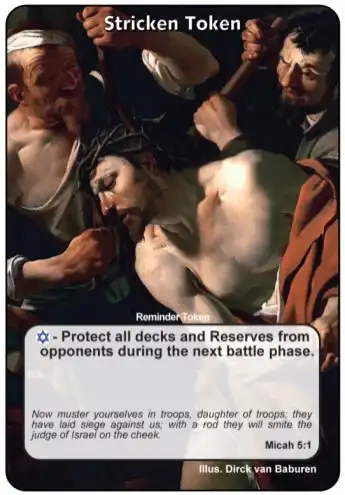 Stricken Token
Reminder Token
- Protect all decks and Reserves from
opponents during the next battle phase.
Now muster yourselves in troops, daughter of troops; they
have laid siege against us; with a rod they will smite the
judge of Israel on the cheek.
Micah 5:1
Illus. Dirck van Baburen